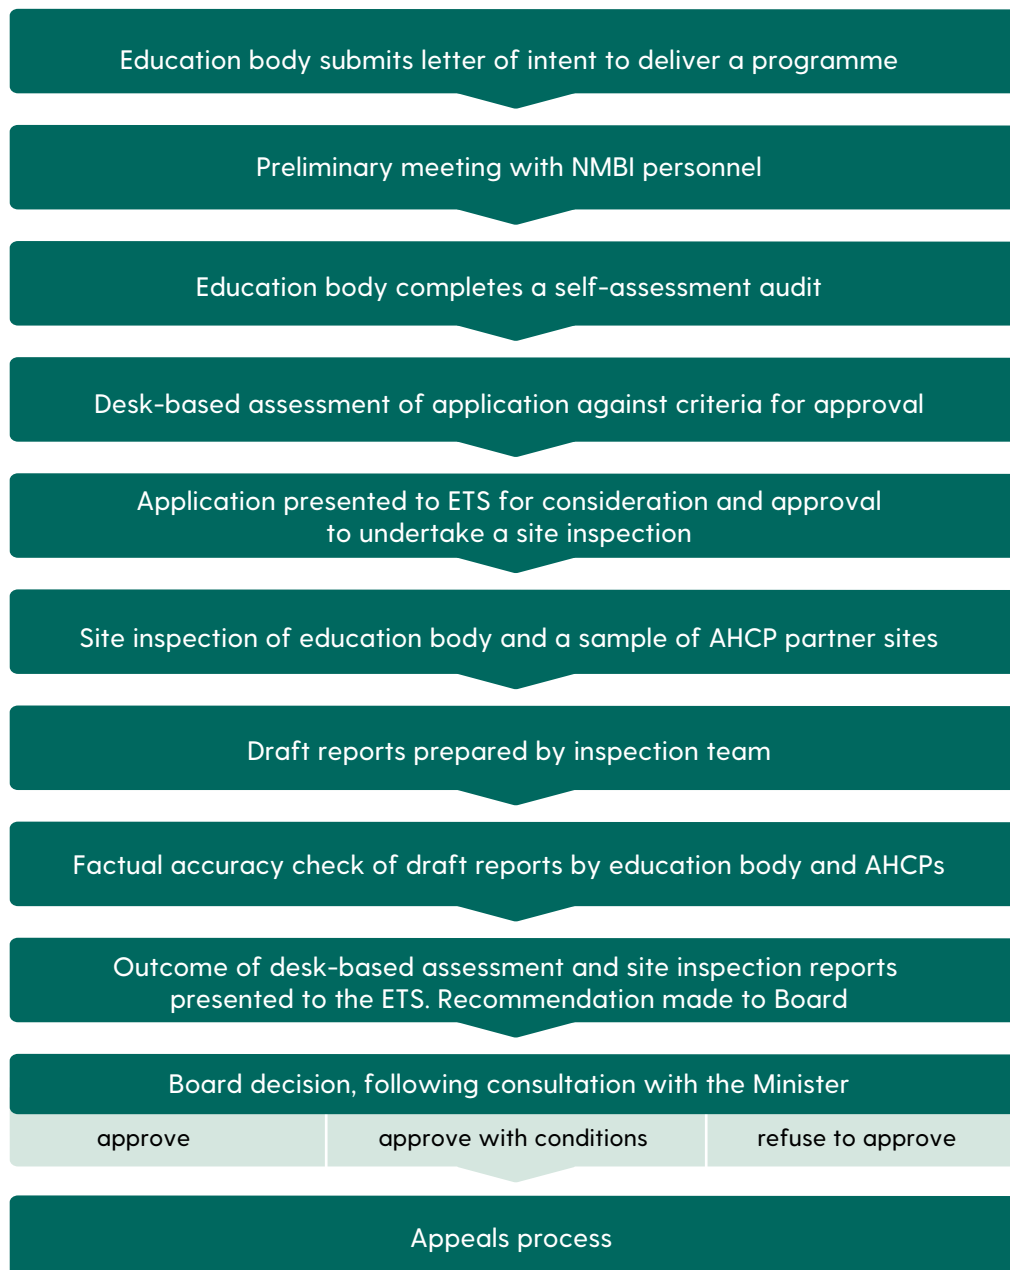 Education body submits letter of intent to deliver a programme
Preliminary meeting with NMBI personnel
Education body completes a self-assessment audit
Desk-based assessment of application against criteria for approval
Application presented to ETS for consideration and approval
to undertake a site inspection
Site inspection of education body and a sample of AHCP partner sites
Draft reports prepared by inspection team
Factual accuracy check of draft reports by education body and AHCPs
Outcome of desk-based assessment and site inspection reports
presented to the ETS. Recommendation made to Board
Board decision, following consultation with the Minister
approve
approve with conditions
refuse to approve
Appeals process